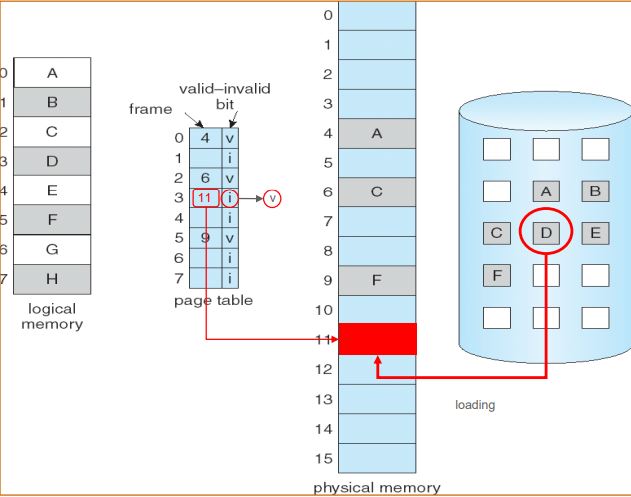 0 A
1 B
2 C
3 D
4 E
5 F
6 G
7 H
logical
memory
valid–invalid
bit
frame
0 4 v
1 i
2 6 v
3 11 i v
4 i
5 9 v
6 i
7 i
page table
0
1
2
3
4 A
5
6 C
7
8
9 F
10
11
12
13
14
15
physical memory
A B
C D E
F
loading